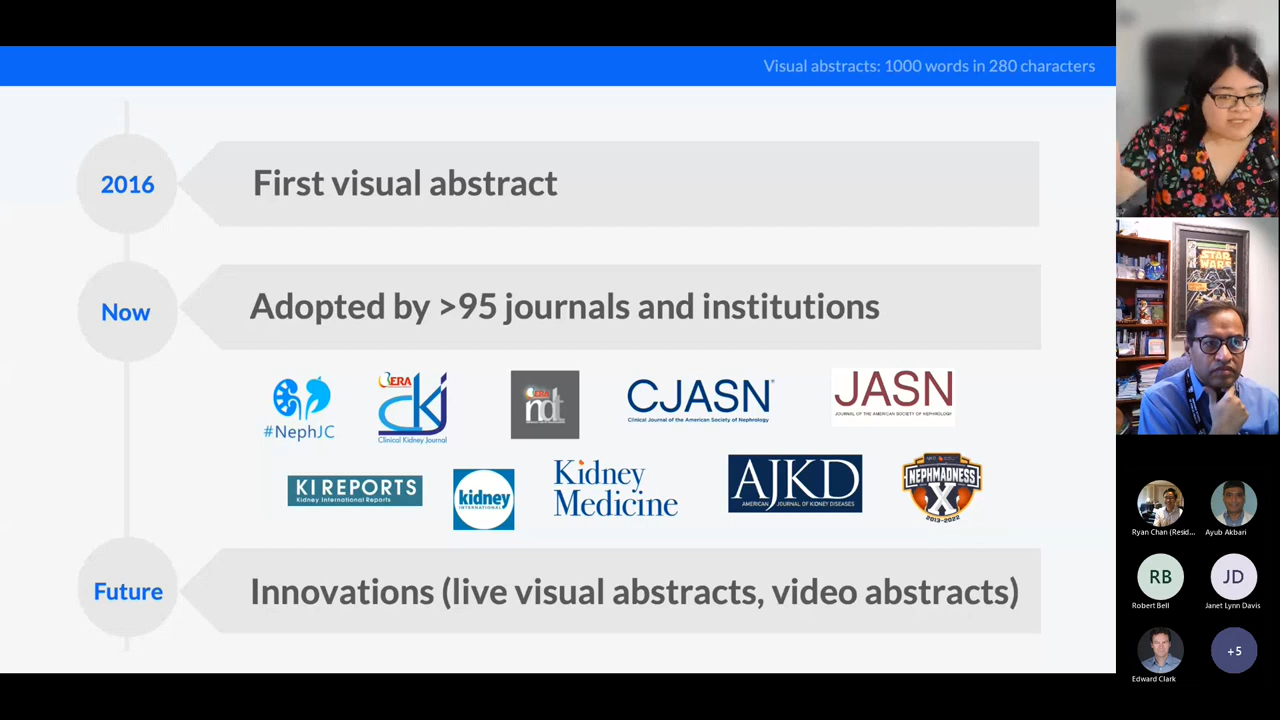 Visual abstracts: 1000 words in 280 characters
2016
First visual abstract
Now
Adopted by >95 journals and institutions
#NephJC
ERA
ckj
Clinical Kidney Journal
ERA
ndt
CJASN
Clinical Journal of the American Society of Nephrology
JASN
JOURNAL OF THE AMERICAN SOCIETY OF NEPHROLOGY
KI REPORTS
Kidney International Reports
kidney
INTERNATIONAL
Kidney
Medicine
AJKD
AMERICAN JOURNAL OF KIDNEY DISEASES
NEPHMADNESS
X
2013-2022
Future
Innovations (live visual abstracts, video abstracts)
STAR
WARS
Ryan Chan (Resid...
Ayub Akbari
RB
Robert Bell
JD
Janet Lynn Davis
Edward Clark
+5